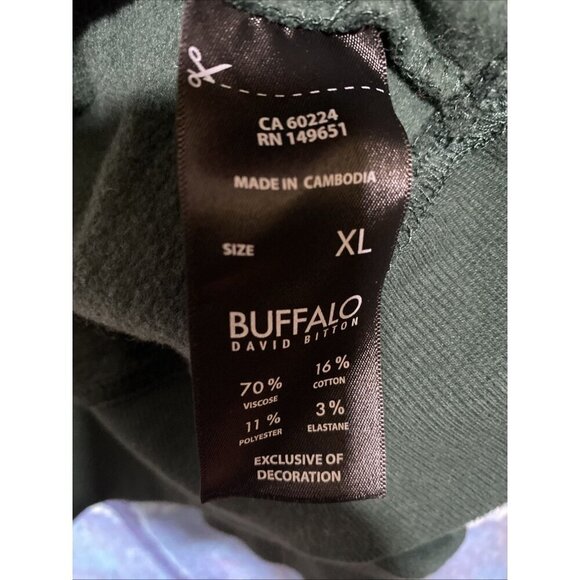 CA 60224
RN 149651
MADE IN CAMBODIA
SIZE XL
BUFFALO
DAVID BITTON
70% 16%
VISCOSE COTTON
11% 3%
POLYESTER ELASTANE
EXCLUSIVE OF
DECORATION